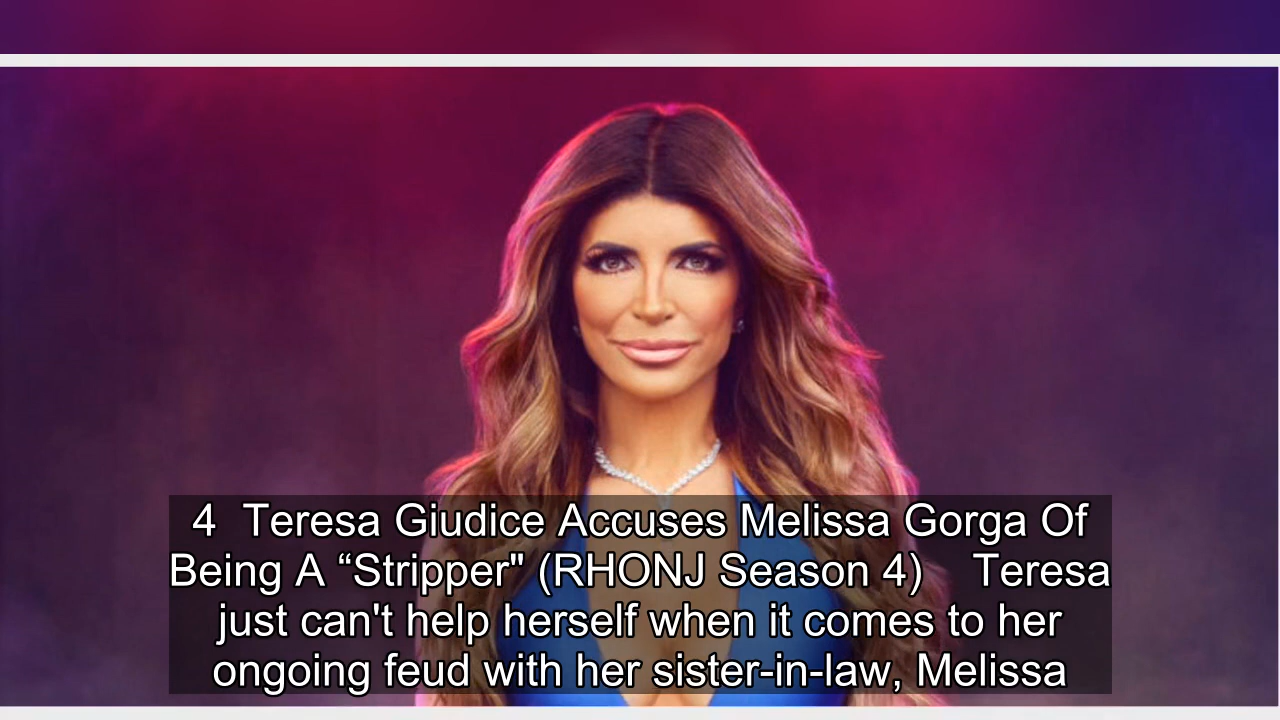 4  Teresa Giudice Accuses Melissa Gorga Of
Being A “Stripper" (RHONJ Season 4)    Teresa
just can't help herself when it comes to her
ongoing feud with her sister-in-law, Melissa